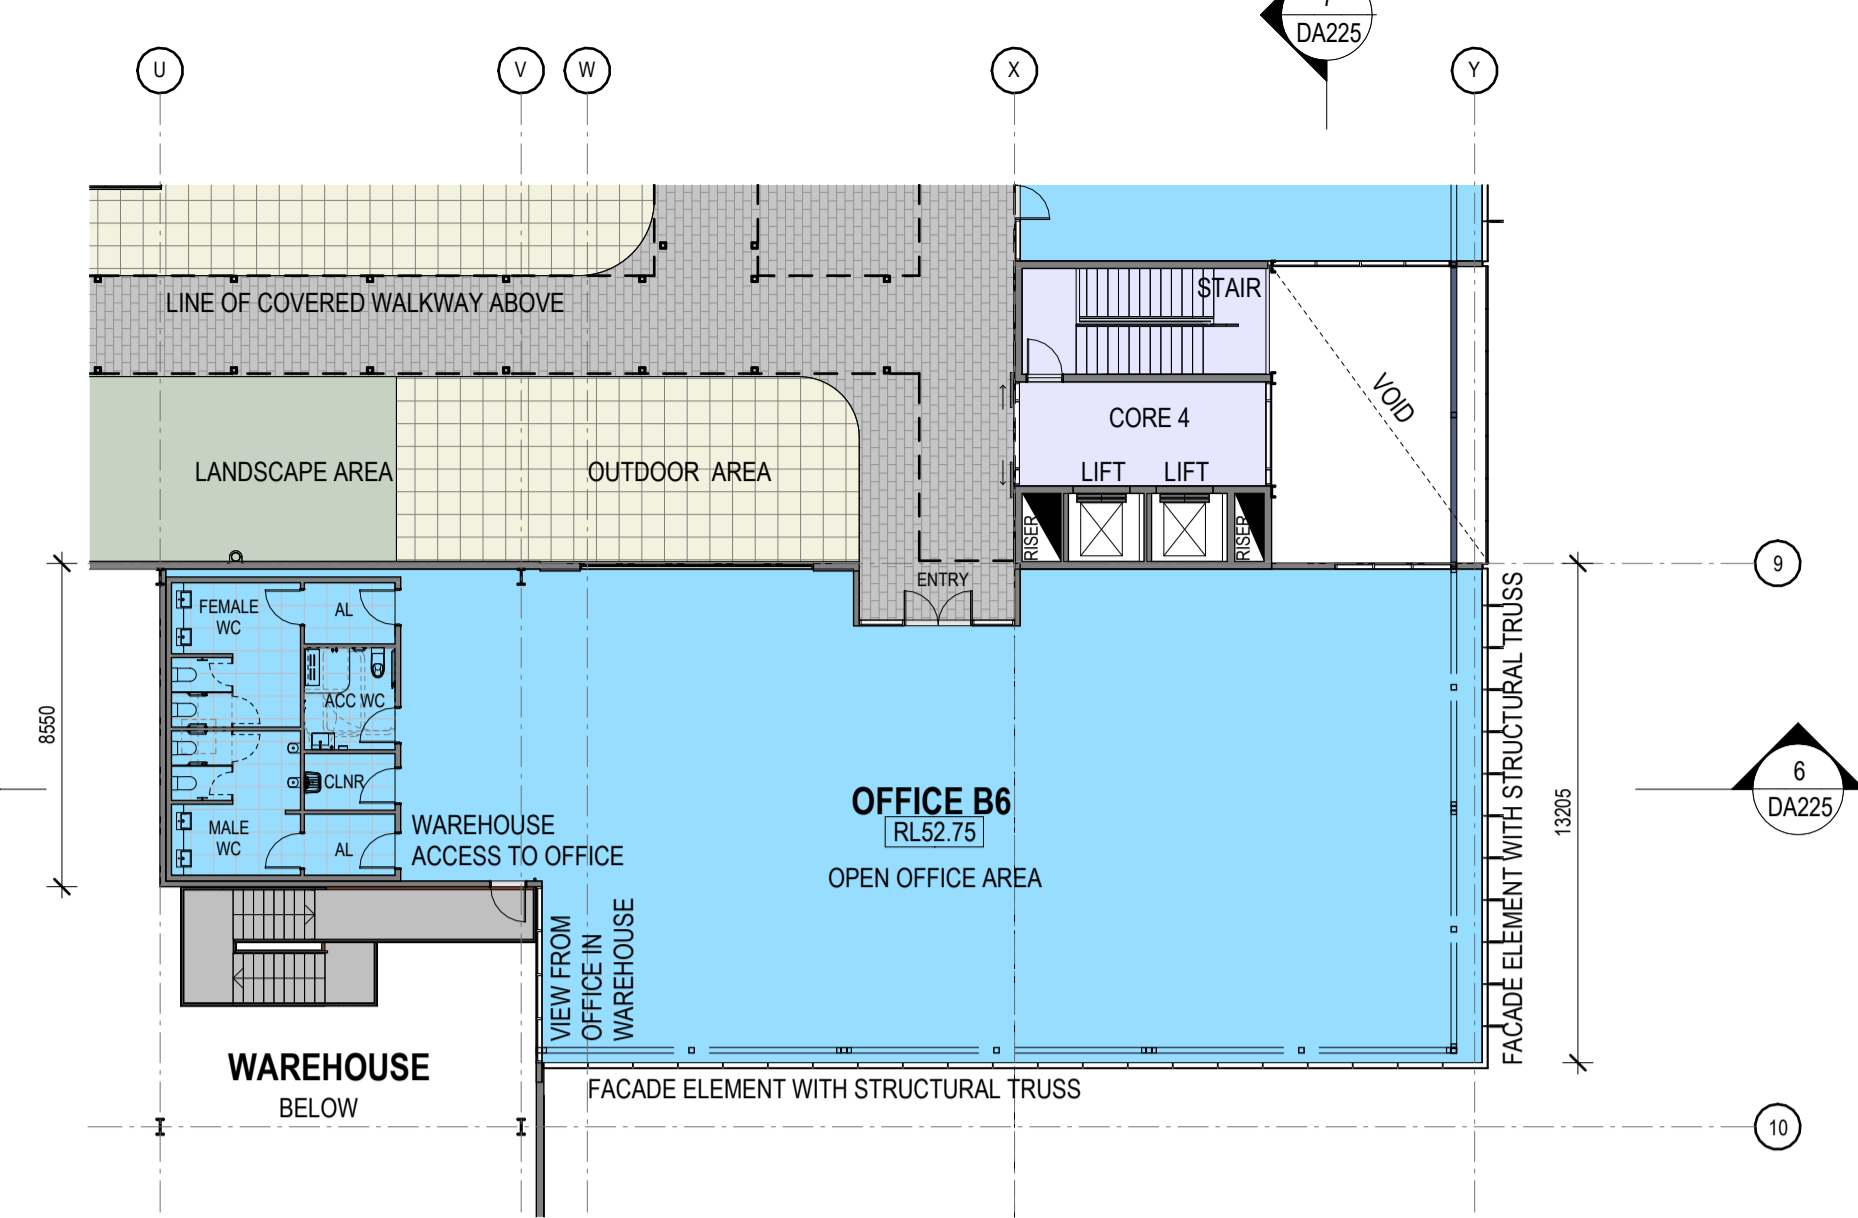 7
DA225
U
V
W
X
Y
LINE OF COVERED WALKWAY ABOVE
STAIR
VOID
CORE 4
LANDSCAPE AREA
OUTDOOR AREA
LIFT
LIFT
RISER
RISER
9
ENTRY
FEMALE
WC
AL
ACC WC
CLNR
MALE
WC
AL
8550
WAREHOUSE
ACCESS TO OFFICE
OFFICE B6
RL52.75
OPEN OFFICE AREA
VIEW FROM
OFFICE IN
WAREHOUSE
FACADE ELEMENT WITH STRUCTURAL TRUSS
13205
6
DA225
WAREHOUSE
BELOW
FACADE ELEMENT WITH STRUCTURAL TRUSS
10